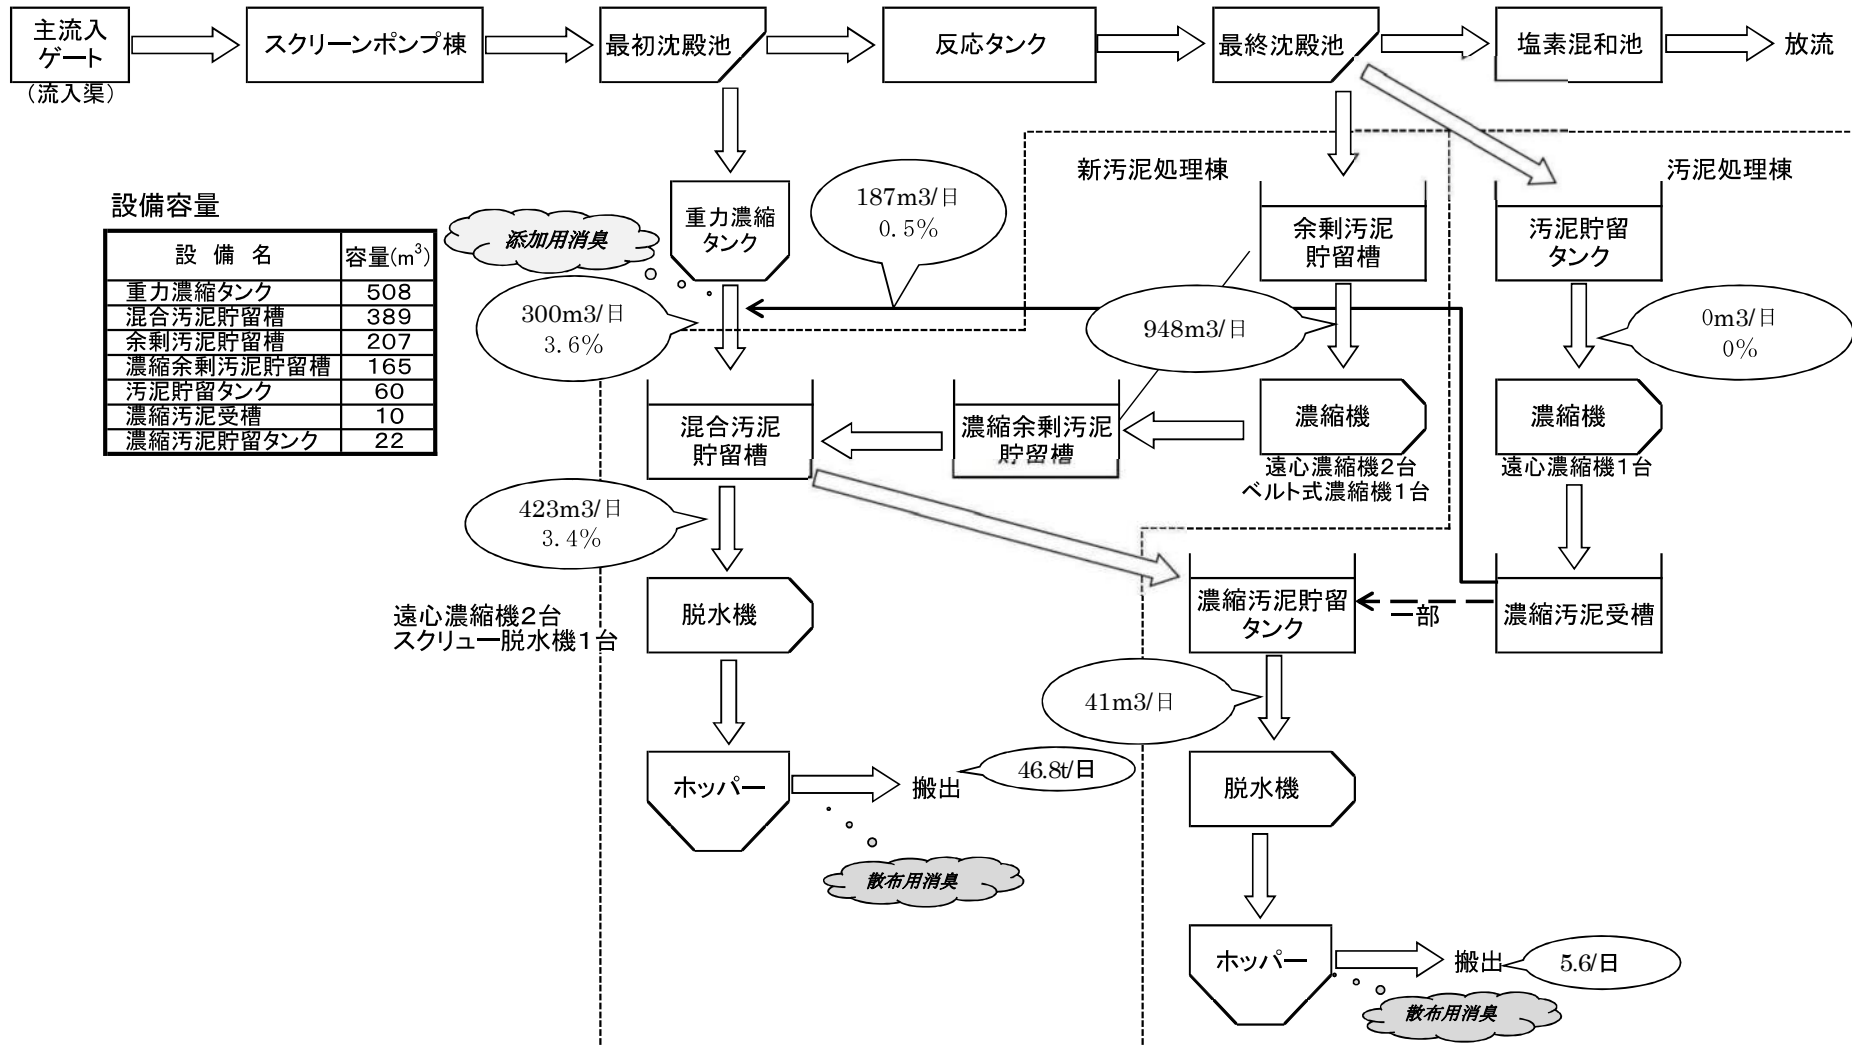 主流入
ゲート
（流入渠）
スクリーンポンプ棟
最初沈殿池
反応タンク
最終沈殿池
塩素混和池
放流
新汚泥処理棟
汚泥処理棟
設備容量
設 備 名 容量(m³)
重力濃縮タンク 508
混合汚泥貯留槽 389
余剰汚泥貯留槽 207
濃縮余剰汚泥貯留槽 165
汚泥貯留タンク 60
濃縮汚泥受槽 10
濃縮汚泥貯留タンク 22
添加用消臭
重力濃縮
タンク
187m3/日
0.5%
余剰汚泥
貯留槽
汚泥貯留
タンク
300m3/日
3.6%
948m3/日
0m3/日
0%
混合汚泥
貯留槽
濃縮余剰汚泥
貯留槽
濃縮機
遠心濃縮機2台
ベルト式濃縮機1台
濃縮機
遠心濃縮機1台
423m3/日
3.4%
遠心濃縮機2台
スクリュー脱水機1台
脱水機
濃縮汚泥貯留
タンク
一部
濃縮汚泥受槽
41m3/日
ホッパー
搬出
46.8t/日
散布用消臭
脱水機
ホッパー
搬出
5.6/日
散布用消臭